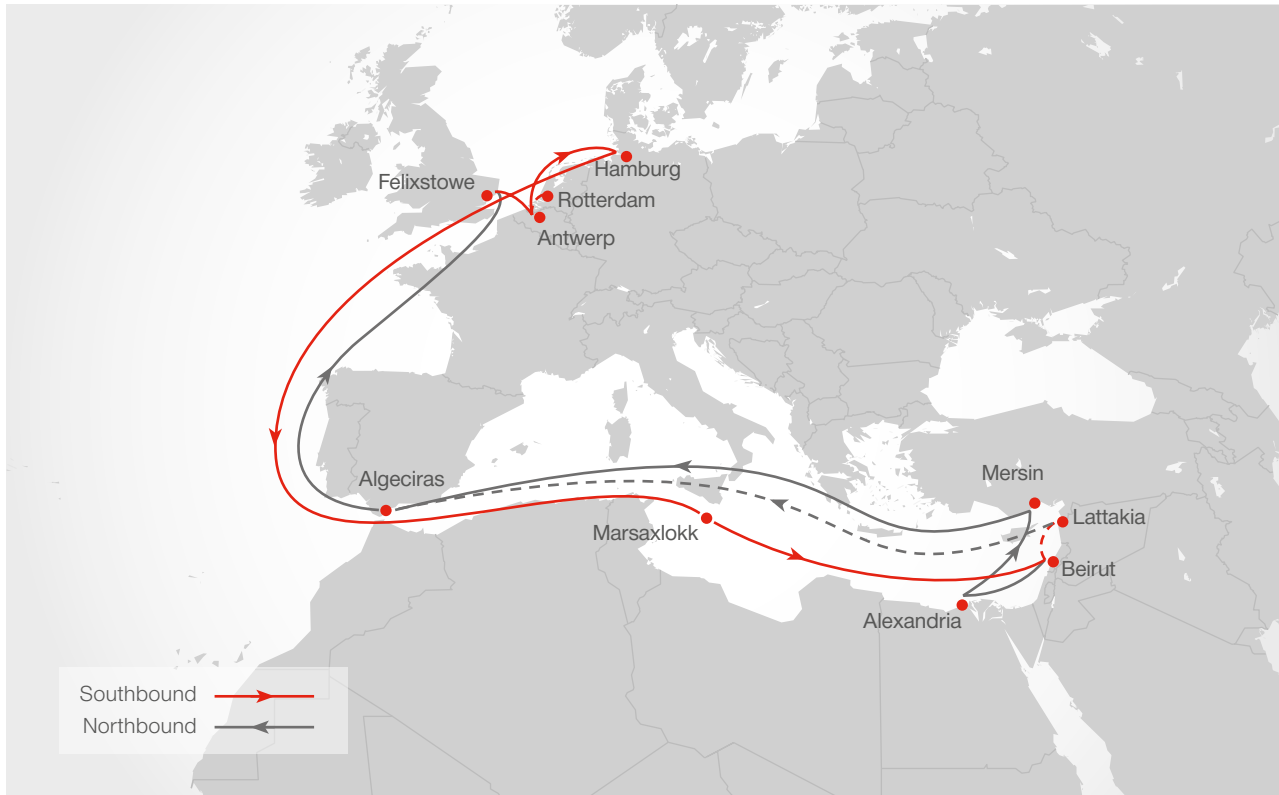 Hamburg
Felixstowe
Rotterdam
Antwerp
Algeciras
Mersin
Lattakia
Marsaxlokk
Beirut
Alexandria
Southbound
Northbound